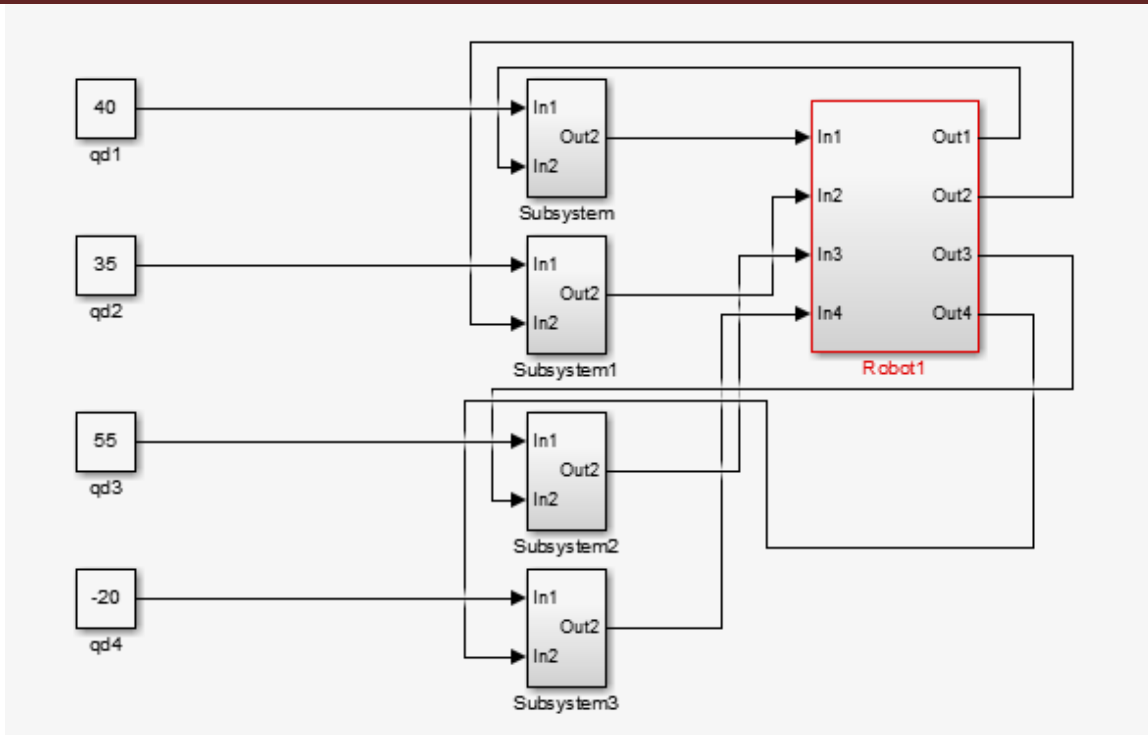 40
qd1
In1
Out2
In2
Subsystem
35
qd2
In1
Out2
In2
Subsystem1
In1
In2
In3
In4
Out1
Out2
Out3
Out4
Robot1
55
qd3
In1
Out2
In2
Subsystem2
-20
qd4
In1
Out2
In2
Subsystem3